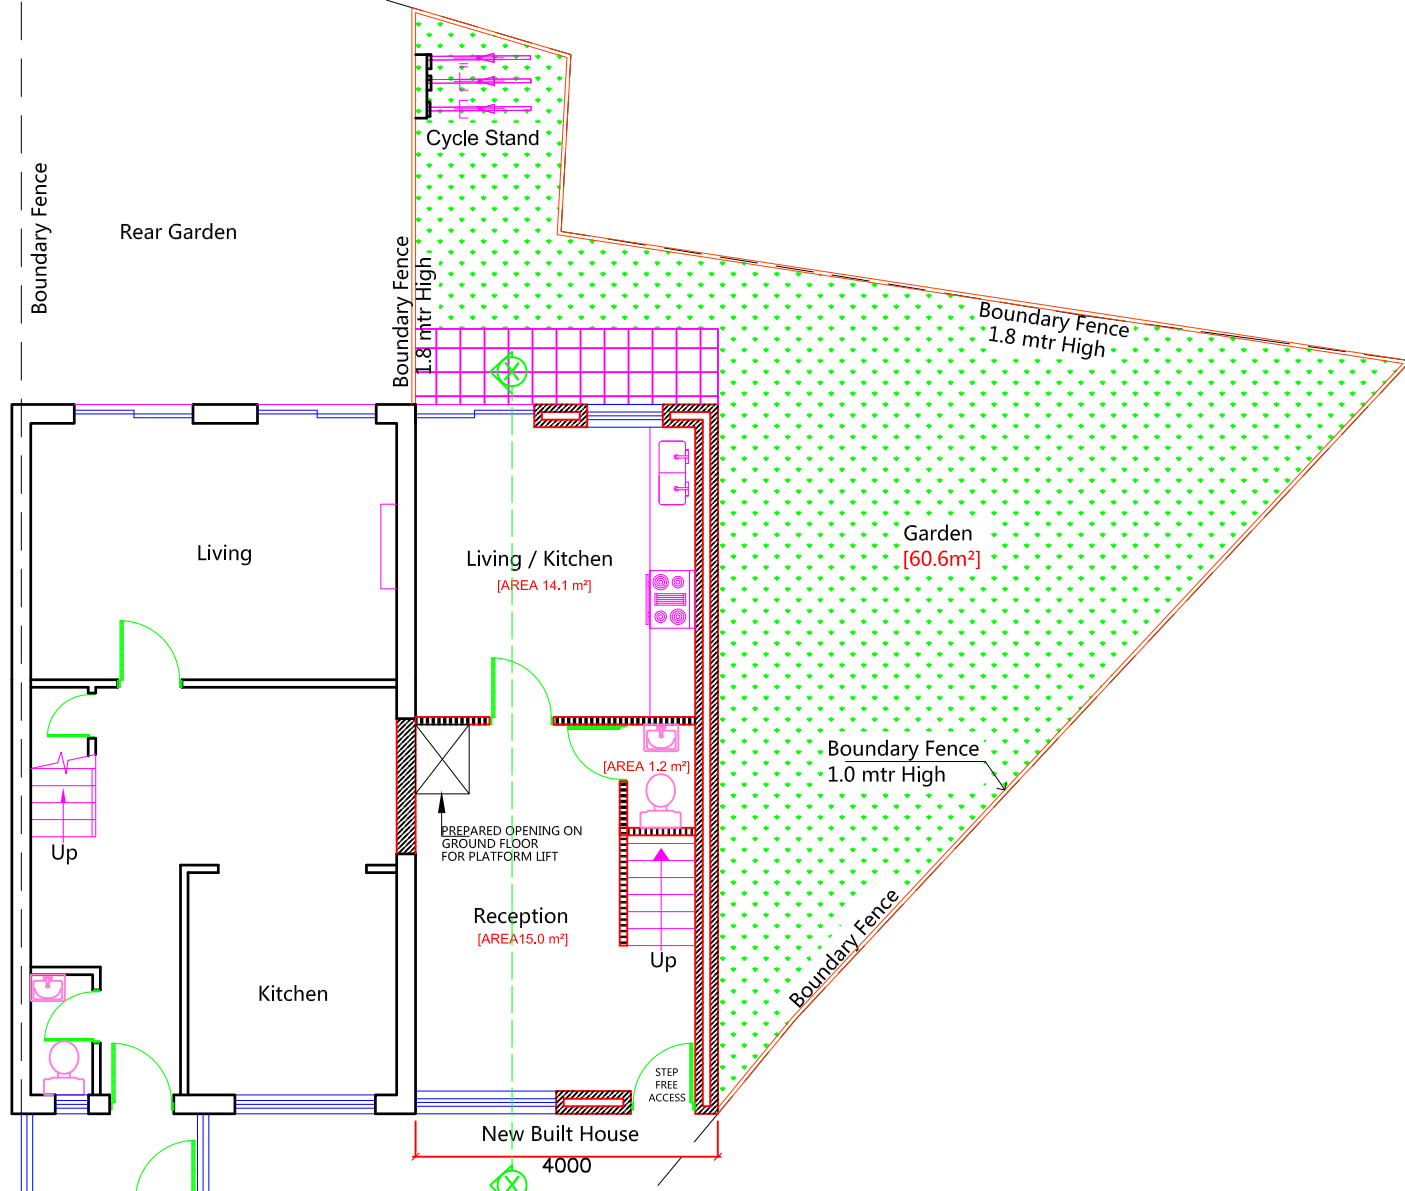 Cycle Stand
Boundary Fence
Rear Garden
Boundary Fence
1.8 mtr High
Boundary Fence
1.8 mtr High
X
Garden
[60.6m²]
Living
Living / Kitchen
[AREA 14.1 m²]
Boundary Fence
1.0 mtr High
[AREA 1.2 m²]
PREPARED OPENING ON
GROUND FLOOR
FOR PLATFORM LIFT
Up
Reception
[AREA15.0 m²]
Up
Boundary Fence
Kitchen
STEP
FREE
ACCESS
New Built House
4000
X